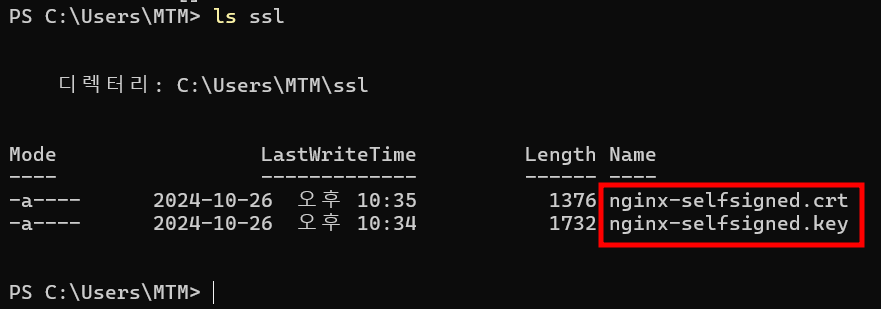 PS C:\Users\MTM> ls ssl
디렉터리: C:\Users\MTM\ssl
Mode LastWriteTime Length Name
---- ------------- ------ ----
-a---- 2024-10-26 오후 10:35 1376 nginx-selfsigned.crt
-a---- 2024-10-26 오후 10:34 1732 nginx-selfsigned.key
PS C:\Users\MTM>